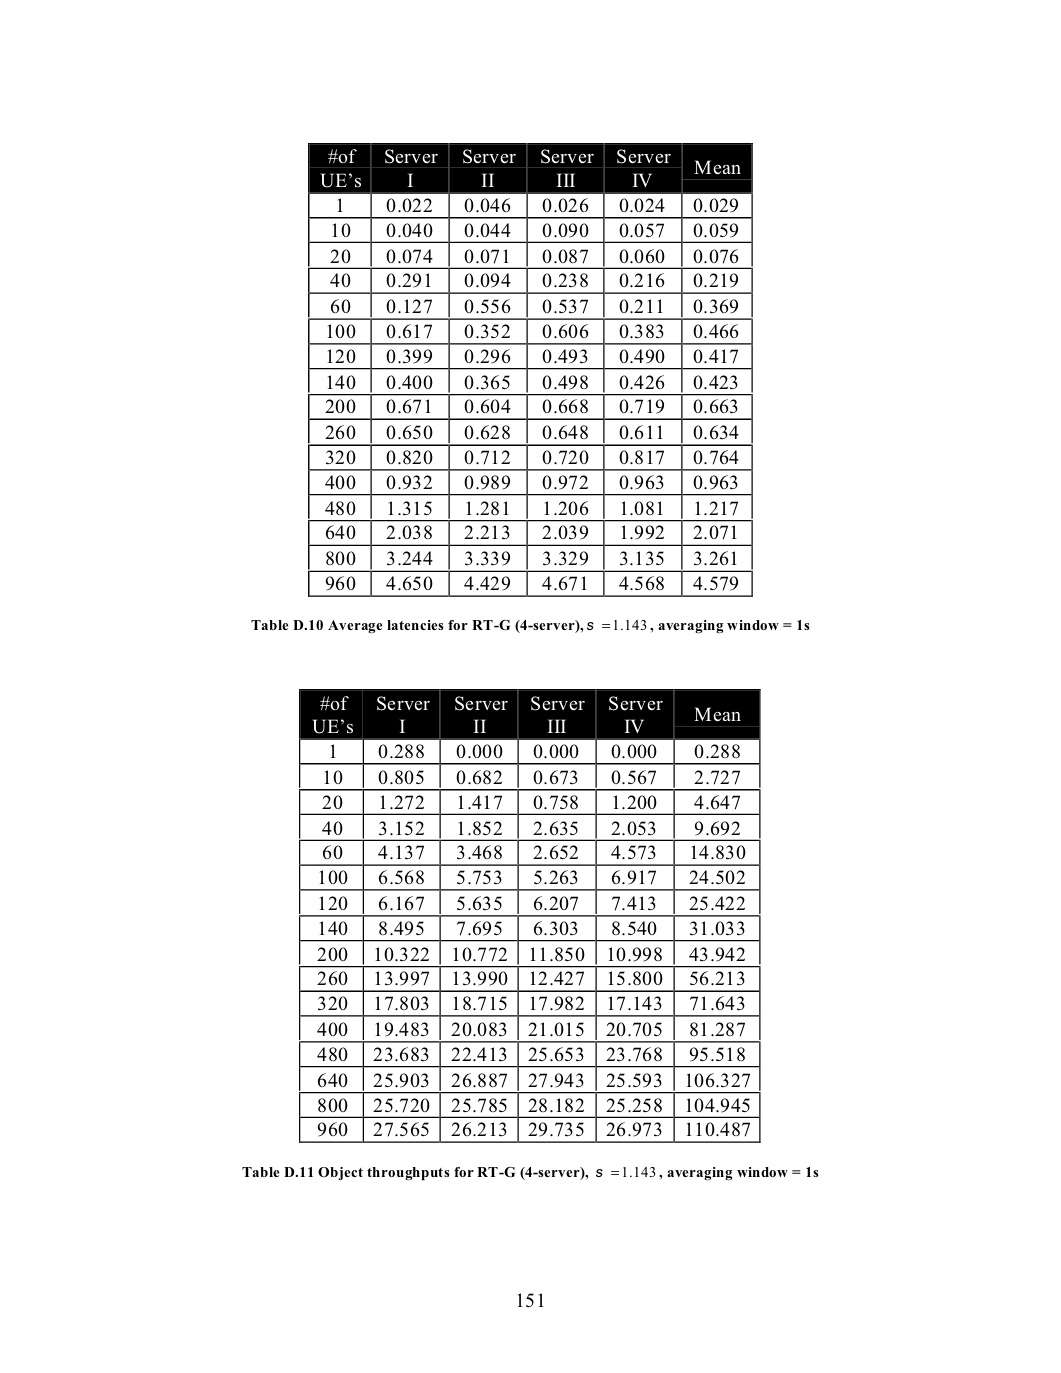 #of UE's Server I Server II Server III Server IV Mean
1 0.022 0.046 0.026 0.024 0.029
10 0.040 0.044 0.090 0.057 0.059
20 0.074 0.071 0.087 0.060 0.076
40 0.291 0.094 0.238 0.216 0.219
60 0.127 0.556 0.537 0.211 0.369
100 0.617 0.352 0.606 0.383 0.466
120 0.399 0.296 0.493 0.490 0.417
140 0.400 0.365 0.498 0.426 0.423
200 0.671 0.604 0.668 0.719 0.663
260 0.650 0.628 0.648 0.611 0.634
320 0.820 0.712 0.720 0.817 0.764
400 0.932 0.989 0.972 0.963 0.963
480 1.315 1.281 1.206 1.081 1.217
640 2.038 2.213 2.039 1.992 2.071
800 3.244 3.339 3.329 3.135 3.261
960 4.650 4.429 4.671 4.568 4.579
Table D.10 Average latencies for RT-G (4-server), s =1.143, averaging window = 1s
#of UE's Server I Server II Server III Server IV Mean
1 0.288 0.000 0.000 0.000 0.288
10 0.805 0.682 0.673 0.567 2.727
20 1.272 1.417 0.758 1.200 4.647
40 3.152 1.852 2.635 2.053 9.692
60 4.137 3.468 2.652 4.573 14.830
100 6.568 5.753 5.263 6.917 24.502
120 6.167 5.635 6.207 7.413 25.422
140 8.495 7.695 6.303 8.540 31.033
200 10.322 10.772 11.850 10.998 43.942
260 13.997 13.990 12.427 15.800 56.213
320 17.803 18.715 17.982 17.143 71.643
400 19.483 20.083 21.015 20.705 81.287
480 23.683 22.413 25.653 23.768 95.518
640 25.903 26.887 27.943 25.593 106.327
800 25.720 25.785 28.182 25.258 104.945
960 27.565 26.213 29.735 26.973 110.487
Table D.11 Object throughputs for RT-G (4-server), s =1.143, averaging window = 1s
151